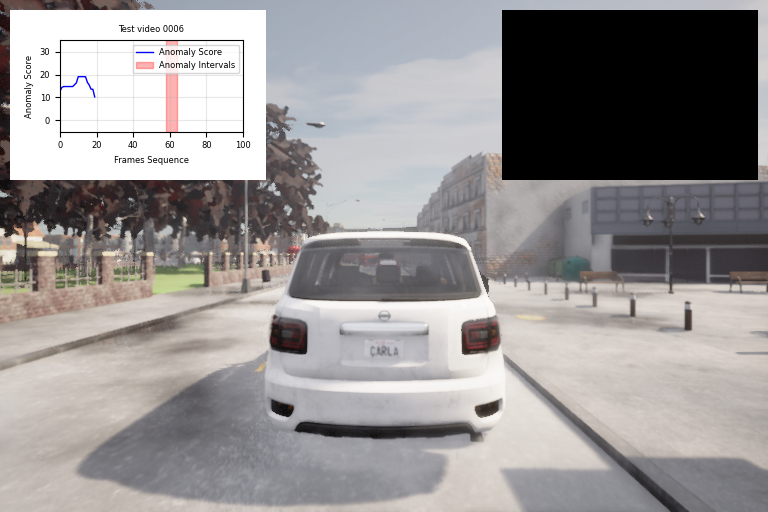 Test video 0006
Anomaly Score
30
20
10
0
Anomaly Score
Anomaly Intervals
0 20 40 60 80 100
Frames Sequence
CARLA